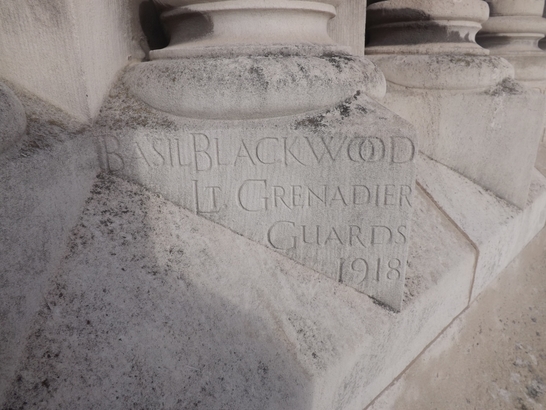 BASIL BLACKWOOD
LT. GRENADIER
GUARDS
1918